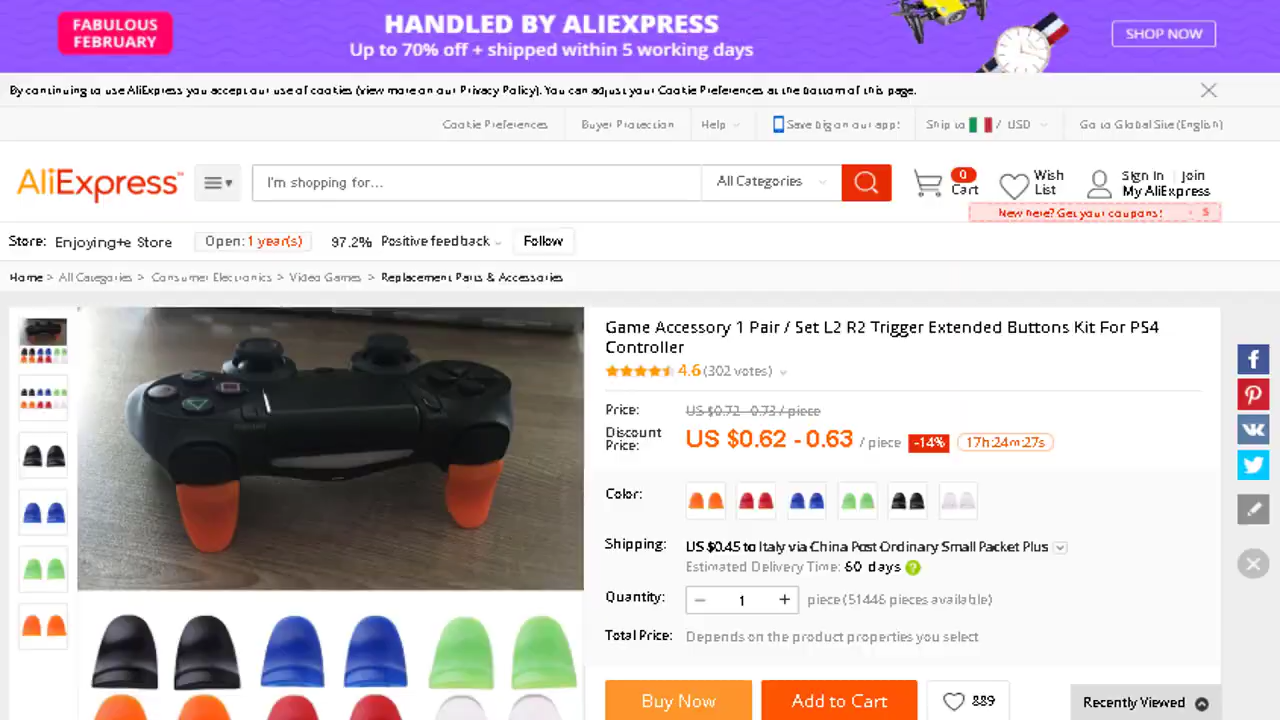 FABULOUS
FEBRUARY
HANDLED BY ALIEXPRESS
Up to 70% off + shipped within 5 working days
SHOP NOW
By continuing to use AliExpress you accept our use of cookies (view more on our Privacy Policy). You can adjust your Cookie Preferences at the bottom of this page.
Cookie Preferences
Buyer Protection
Help
Save big on our app!
Ship to / USD
Go to Global Site (English)
AliExpress™
I'm shopping for...
All Categories
0
Cart
Wish
List
Sign In | Join
My AliExpress
New here? Get your coupons!
$
Store: Enjoying+e Store
Open: 1 year(s)
97.2% Positive feedback
Follow
Home > All Categories > Consumer Electronics > Video Games > Replacement Parts & Accessories
Game Accessory 1 Pair / Set L2 R2 Trigger Extended Buttons Kit For PS4
Controller
4.6 (302 votes)
Price: US $0.72 - 0.73 / piece
Discount
Price:
US $0.62 - 0.63 / piece -14% 17h:24m:27s
Color:
Shipping: US $0.45 to Italy via China Post Ordinary Small Packet Plus
Estimated Delivery Time: 60 days ?
Quantity: − 1 + piece (51446 pieces available)
Total Price: Depends on the product properties you select
Buy Now
Add to Cart
889
Recently Viewed